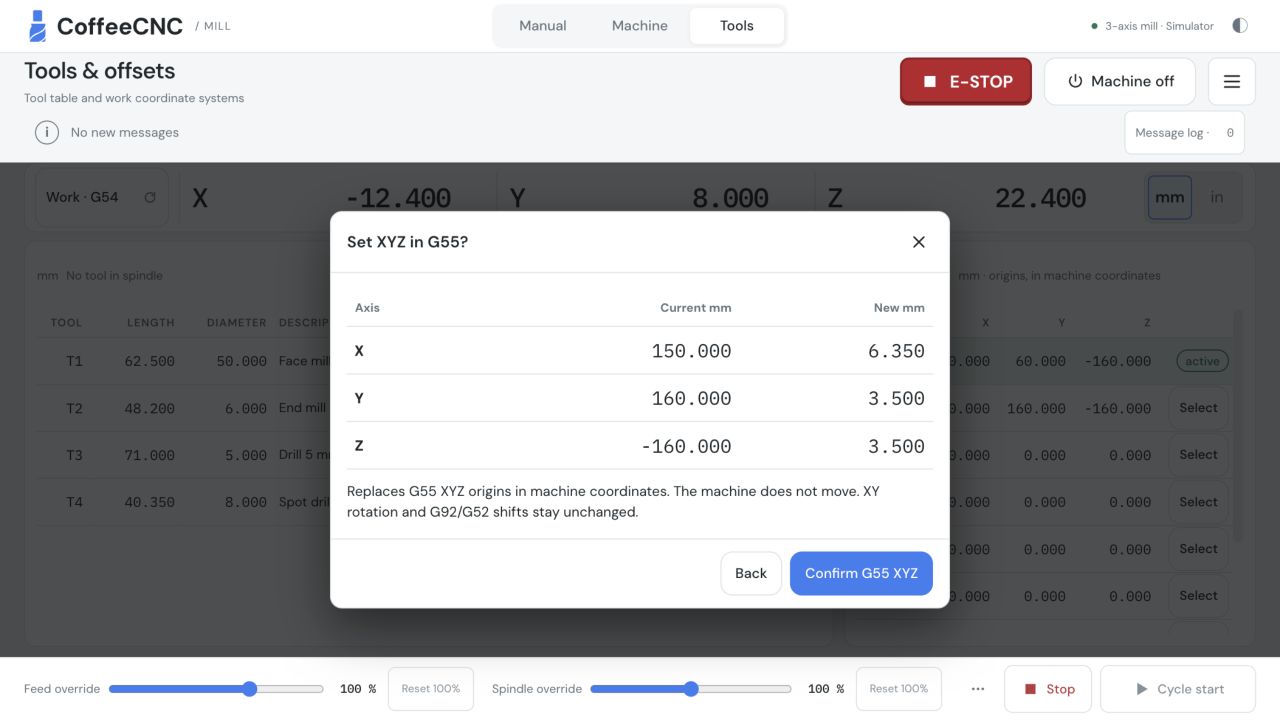 CoffeeCNC / MILL
Manual Machine Tools
3-axis mill · Simulator
Tools & offsets
Tool table and work coordinate systems
E-STOP
Machine off
i No new messages
Message log · 0
Work · G54 X -12.400 Y 8.000 Z 22.400 mm in
mm No tool in spindle
mm · origins, in machine coordinates
TOOL LENGTH DIAMETER
X Y Z
T1 62.500 50.000 Face mill
60.000 -160.000 active
T2 48.200 6.000 End mill
160.000 -160.000 Select
T3 71.000 5.000 Drill 5
0.000 0.000 Select
T4 40.350 8.000 Spot
0.000 0.000 Select
0.000 0.000 Select
0.000 0.000 Select
Set XYZ in G55?
Axis Current mm New mm
X 150.000 6.350
Y 160.000 3.500
Z -160.000 3.500
Replaces G55 XYZ origins in machine coordinates. The machine does not move. XY
rotation and G92/G52 shifts stay unchanged.
Back Confirm G55 XYZ
Feed override 100 % Reset 100% Spindle override 100 % Reset 100% ... Stop Cycle start